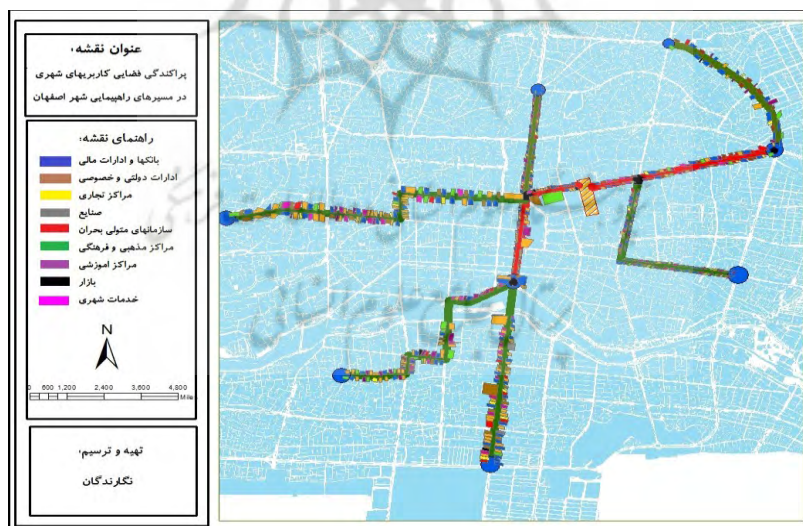 عنوان نقشه:
پراکندگی فضایی کاربریهای شهری
در مسیرهای راهپیمایی شهر اصفهان
راهنمای نقشه:
بانکها و ادارات مالی
ادارات دولتی و خصوصی
مراکز تجاری
صنایع
سازمانهای متولی بحران
مراکز مذهبی و فرهنگی
مراکز اموزشی
بازار
خدمات شهری
N
0 600 1,200 2,400 3,600 4,800
Mile
تهیه و ترسیم:
نگارندگان